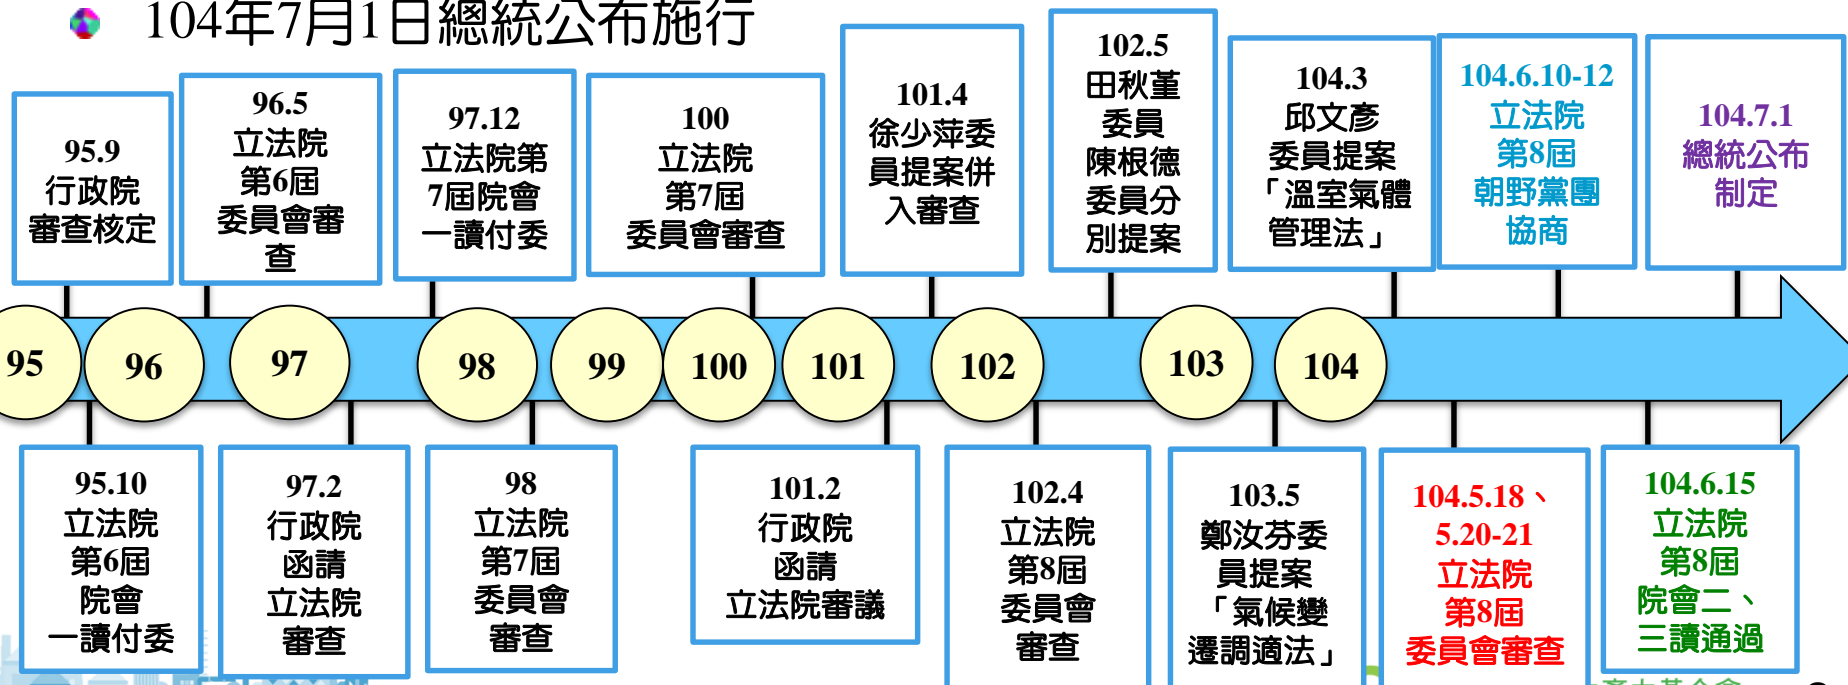 104年7月1日總統公布施行
95.9
行政院
審查核定
96.5
立法院
第6屆
委員會審
查
97.12
立法院第
7屆院會
一讀付委
100
立法院
第7屆
委員會審查
101.4
徐少萍委
員提案併
入審查
102.5
田秋堇
委員
陳根德
委員分
別提案
104.3
邱文彥
委員提案
「溫室氣體
管理法」
104.6.10-12
立法院
第8屆
朝野黨團
協商
104.7.1
總統公布
制定
95
96
97
98
99
100
101
102
103
104
95.10
立法院
第6屆
院會
一讀付委
97.2
行政院
函請
立法院
審查
98
立法院
第7屆
委員會
審查
101.2
行政院
函請
立法院審議
102.4
立法院
第8屆
委員會
審查
103.5
鄭汝芬委
員提案
「氣候變
遷調適法」
104.5.18、
5.20-21
立法院
第8屆
委員會審查
104.6.15
立法院
第8屆
院會二、
三讀通過